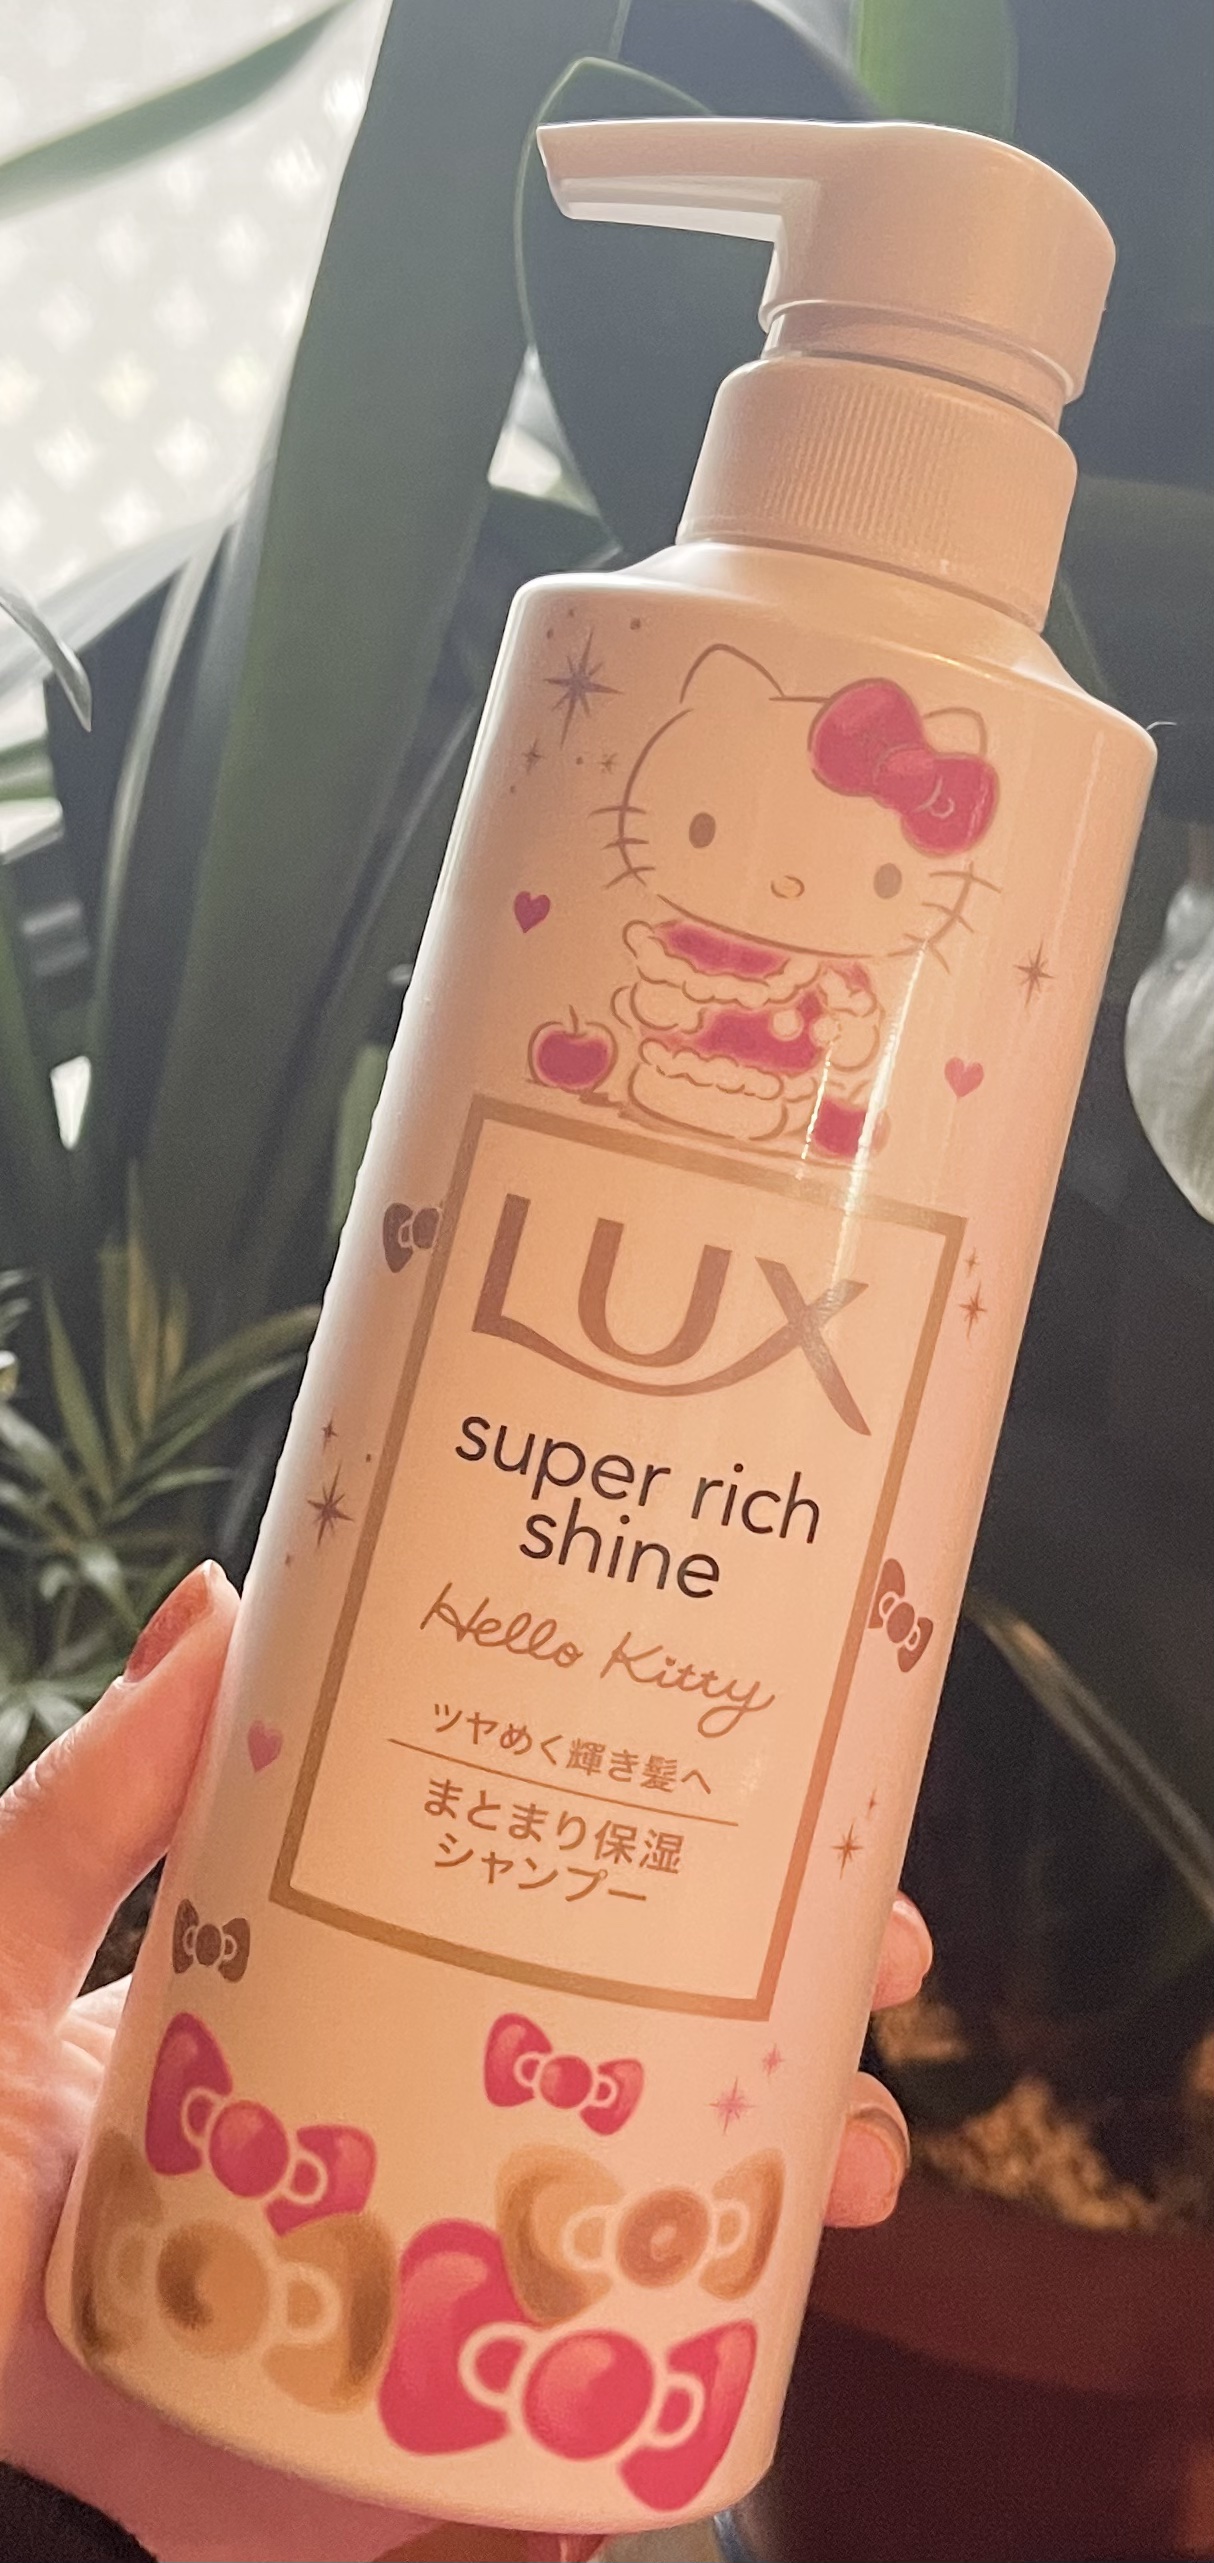 LUX
super rich
shine
Hello Kitty
ツヤめく輝き髪へ
まとまり保湿
シャンプー